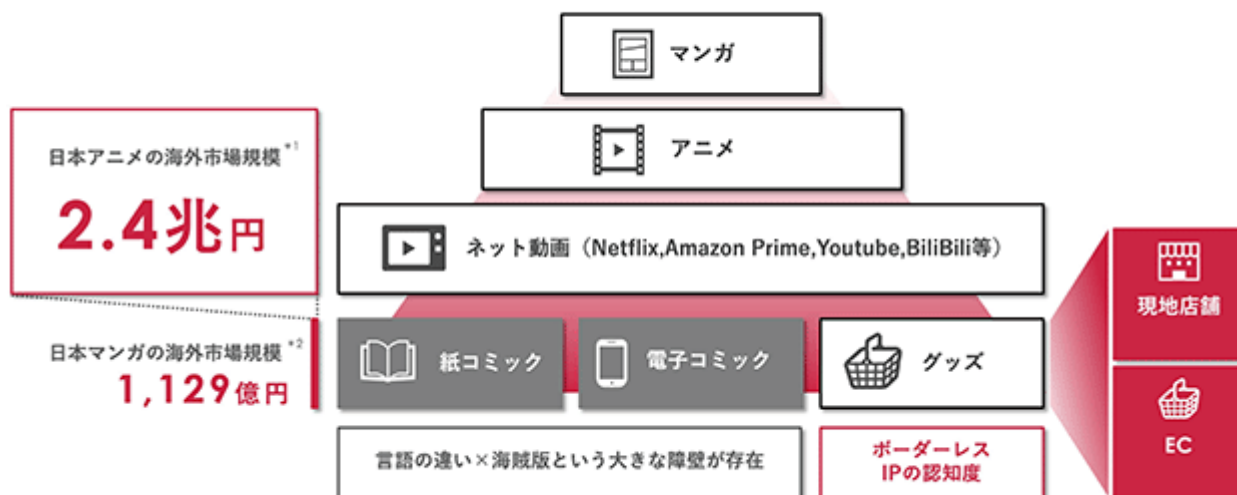 マンガ
アニメ
日本アニメの海外市場規模*1
2.4兆円
ネット動画（Netflix,Amazon Prime,Youtube,BiliBili等）
現地店舗
日本マンガの海外市場規模*2
1,129億円
紙コミック
電子コミック
グッズ
EC
言語の違い×海賊版という大きな障壁が存在
ボーダーレス
IPの認知度